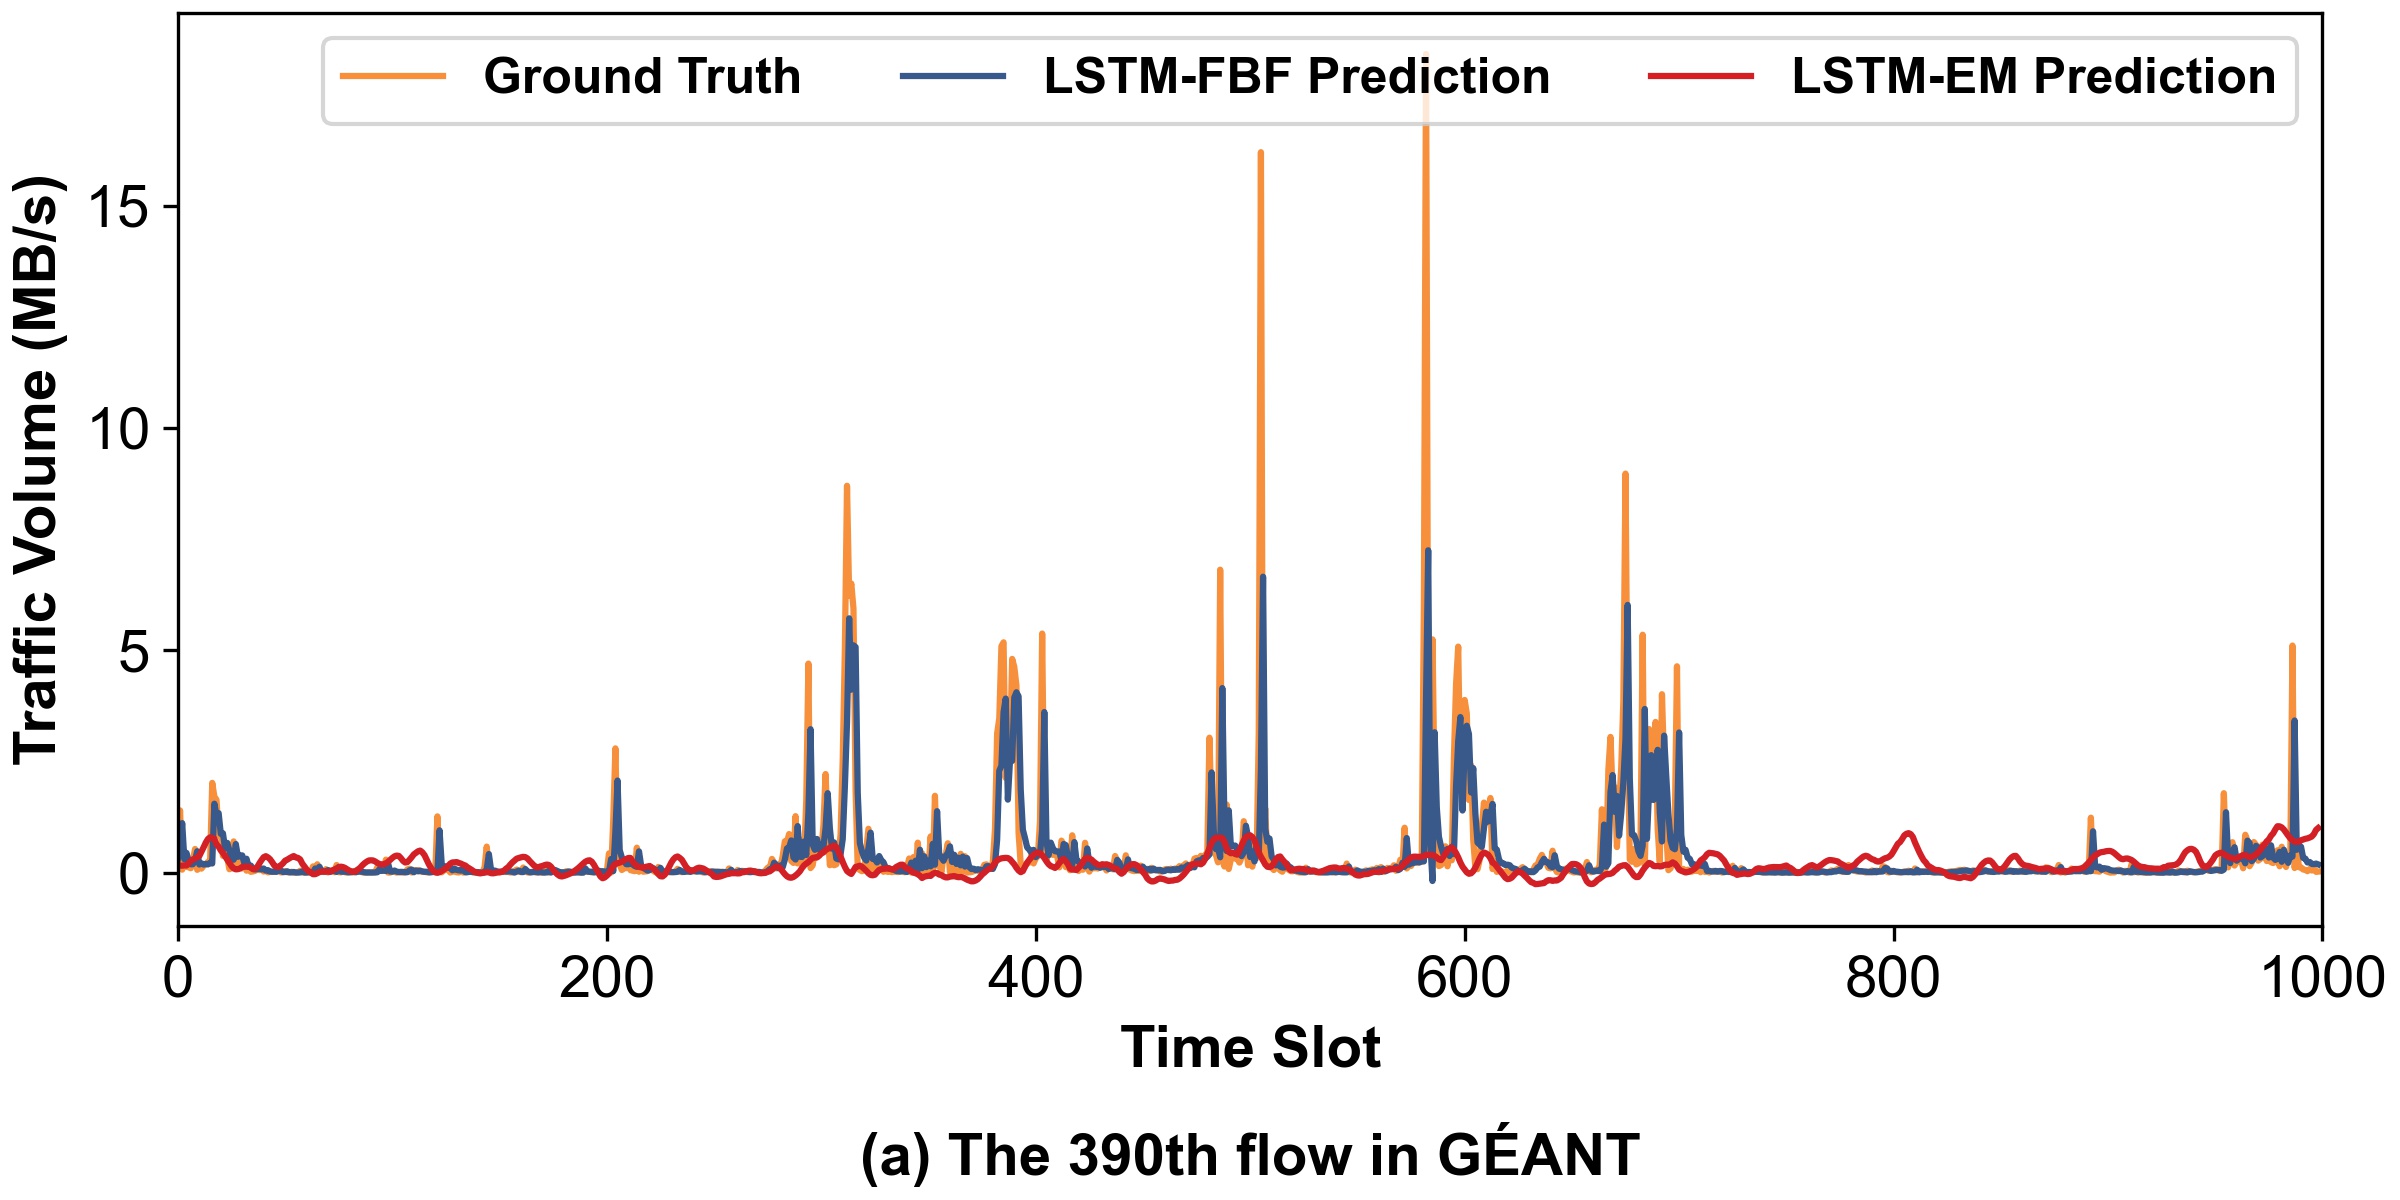 Ground Truth LSTM-FBF Prediction LSTM-EM Prediction
Traffic Volume (MB/s)
15
10
5
0
0 200 400 600 800 1000
Time Slot
(a) The 390th flow in GÉANT